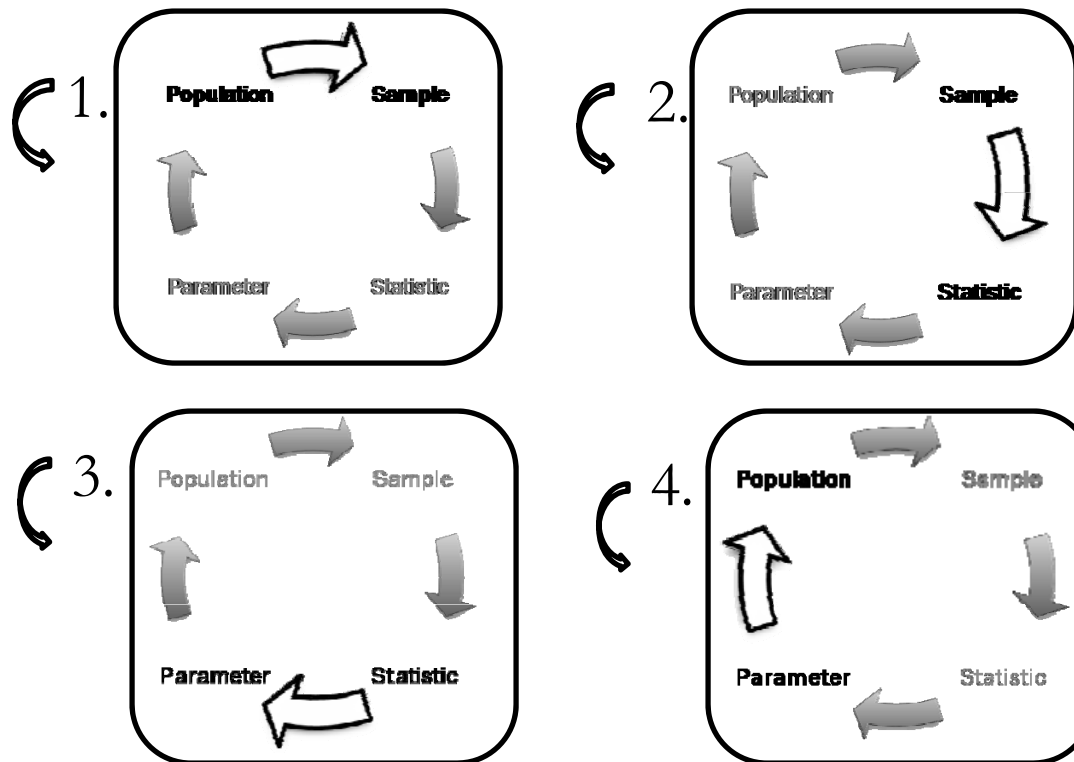 1.
Population Sample
Parameter Statistic
2.
Population Sample
Parameter Statistic
3.
Population Sample
Parameter Statistic
4.
Population Sample
Parameter Statistic